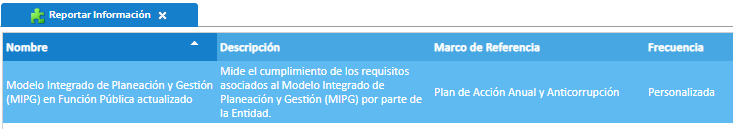 Reportar Información
Nombre Descripción Marco de Referencia Frecuencia
Modelo Integrado de Planeación y Gestión
(MIPG) en Función Pública actualizado
Mide el cumplimiento de los requisitos
asociados al Modelo Integrado de
Planeación y Gestión (MIPG) por parte de
la Entidad.
Plan de Acción Anual y Anticorrupción
Personalizada